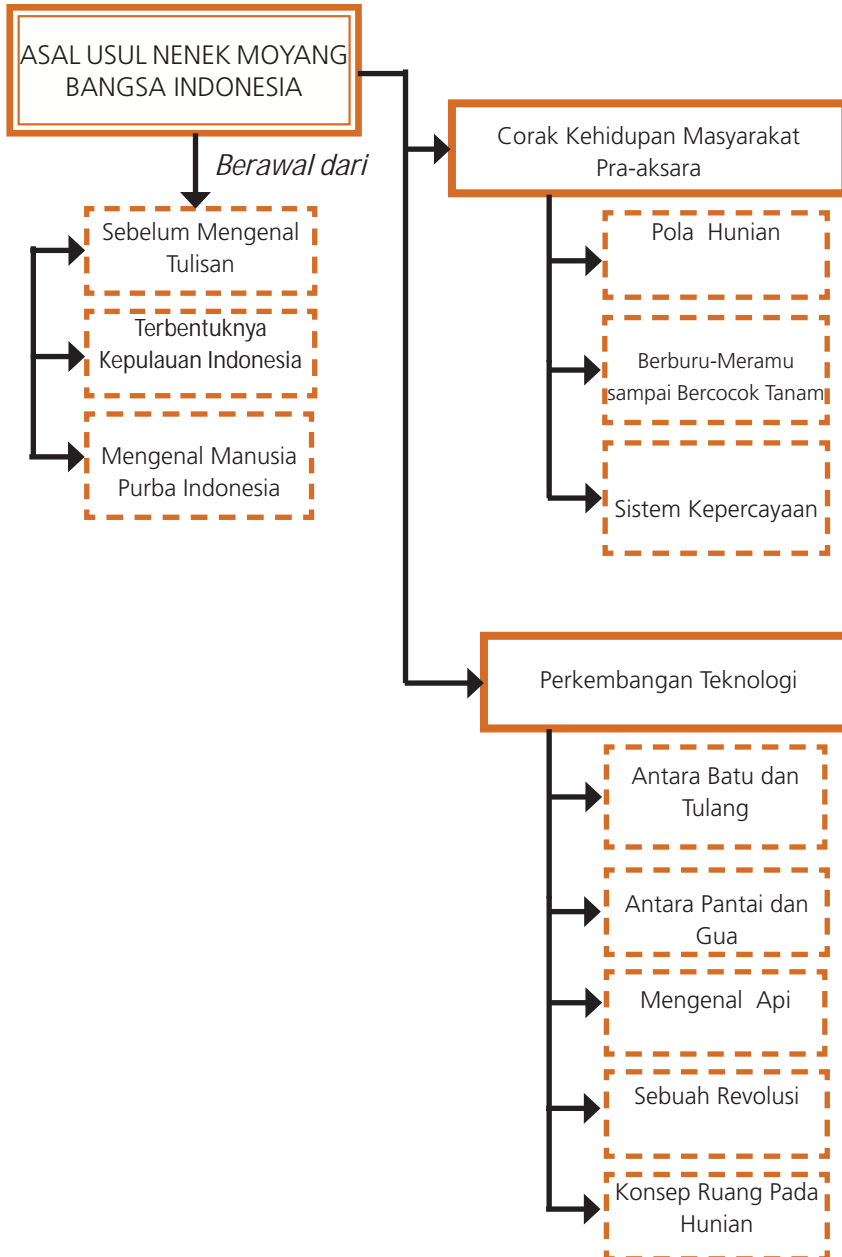 ASAL USUL NENEK MOYANG
BANGSA INDONESIA
Berawal dari
Sebelum Mengenal
Tulisan
Terbentuknya
Kepulauan Indonesia
Mengenal Manusia
Purba Indonesia
Corak Kehidupan Masyarakat
Pra-aksara
Pola Hunian
Berburu-Meramu
sampai Bercocok Tanam
Sistem Kepercayaan
Perkembangan Teknologi
Antara Batu dan
Tulang
Antara Pantai dan
Gua
Mengenal Api
Sebuah Revolusi
Konsep Ruang Pada
Hunian